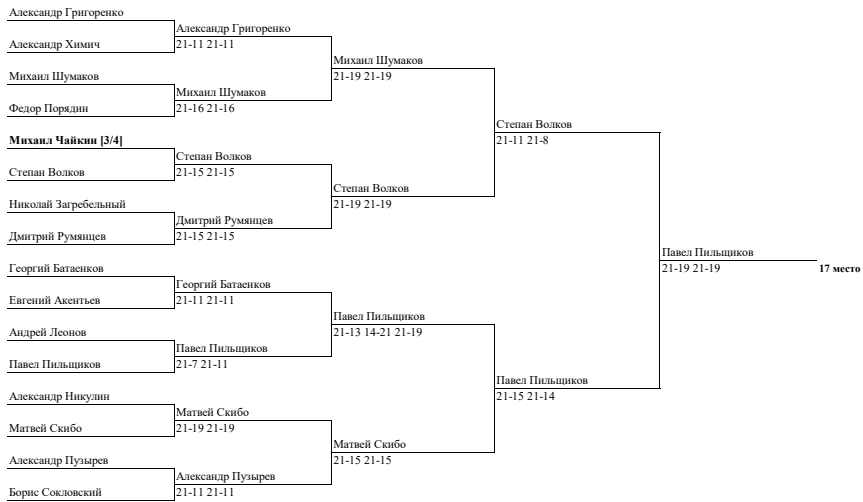 Александр Григоренко
Александр Григоренко
Александр Химич
21-11 21-11
Михаил Шумаков
21-19 21-19
Михаил Шумаков
Михаил Шумаков
Федор Порядин
21-16 21-16
Степан Волков
21-11 21-8
Михаил Чайкин [3/4]
Степан Волков
Степан Волков
21-15 21-15
Степан Волков
21-19 21-19
Николай Загребельный
Дмитрий Румянцев
Дмитрий Румянцев
21-15 21-15
Павел Пильщиков
21-19 21-19
17 место
Георгий Батаенков
Георгий Батаенков
Евгений Акентьев
21-11 21-11
Павел Пильщиков
21-13 14-21 21-19
Андрей Леонов
Павел Пильщиков
Павел Пильщиков
21-7 21-11
Павел Пильщиков
21-15 21-14
Александр Никулин
Матвей Скибо
Матвей Скибо
21-19 21-19
Матвей Скибо
21-15 21-15
Александр Пузырев
Александр Пузырев
Борис Сокловский
21-11 21-11